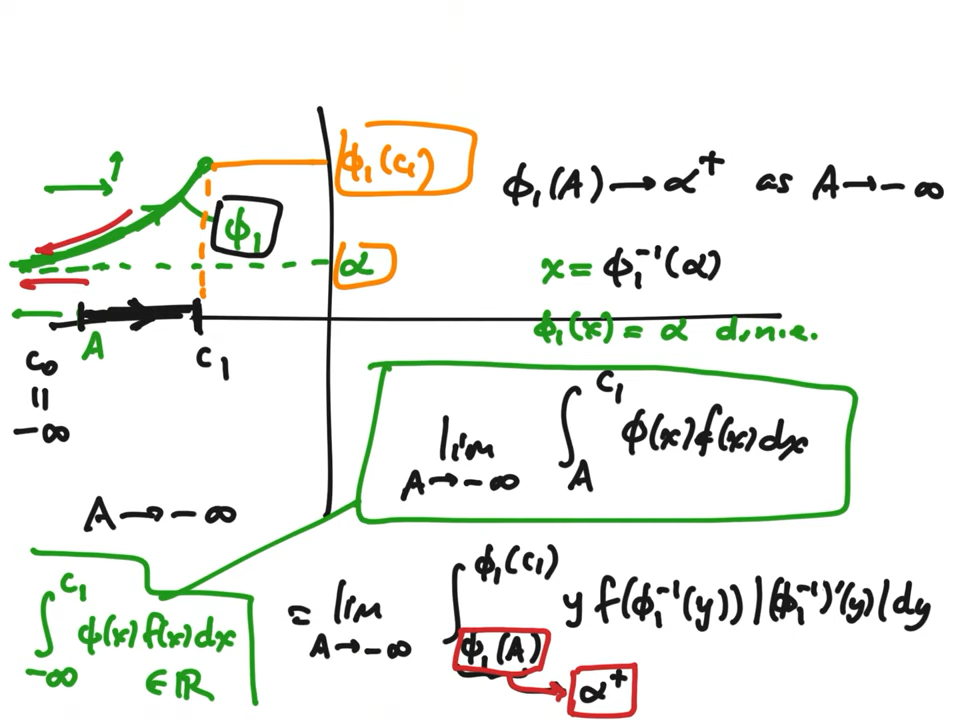 ϕ₁(c₁)
ϕ₁(A) → α⁺ as A → -∞
ϕ₁
α
x = ϕ₁⁻¹(α)
ϕ₁(x) = α d.n.e.
A
c₀
c₁
||
-∞
lim A→-∞ ∫_A^{c₁} ϕ(x) f(x) dx
A → -∞
∫_{-∞}^{c₁} ϕ(x) f(x) dx
∈ ℝ
= lim A→-∞ ∫_{ϕ₁(A)}^{ϕ₁(c₁)} y f(ϕ₁⁻¹(y)) |(ϕ₁⁻¹)'(y)| dy
α⁺